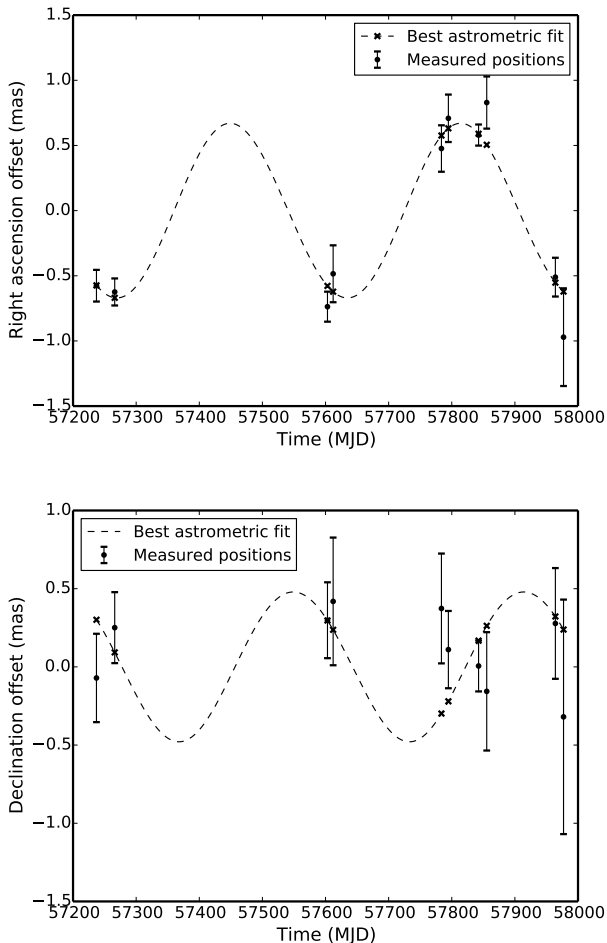 1.5
Best astrometric fit
Measured positions
1.0
0.5
0.0
−0.5
−1.0
−1.5
Right ascension offset (mas)
57200 57300 57400 57500 57600 57700 57800 57900 58000
Time (MJD)
1.0
Best astrometric fit
Measured positions
0.5
0.0
−0.5
−1.0
−1.5
Declination offset (mas)
57200 57300 57400 57500 57600 57700 57800 57900 58000
Time (MJD)